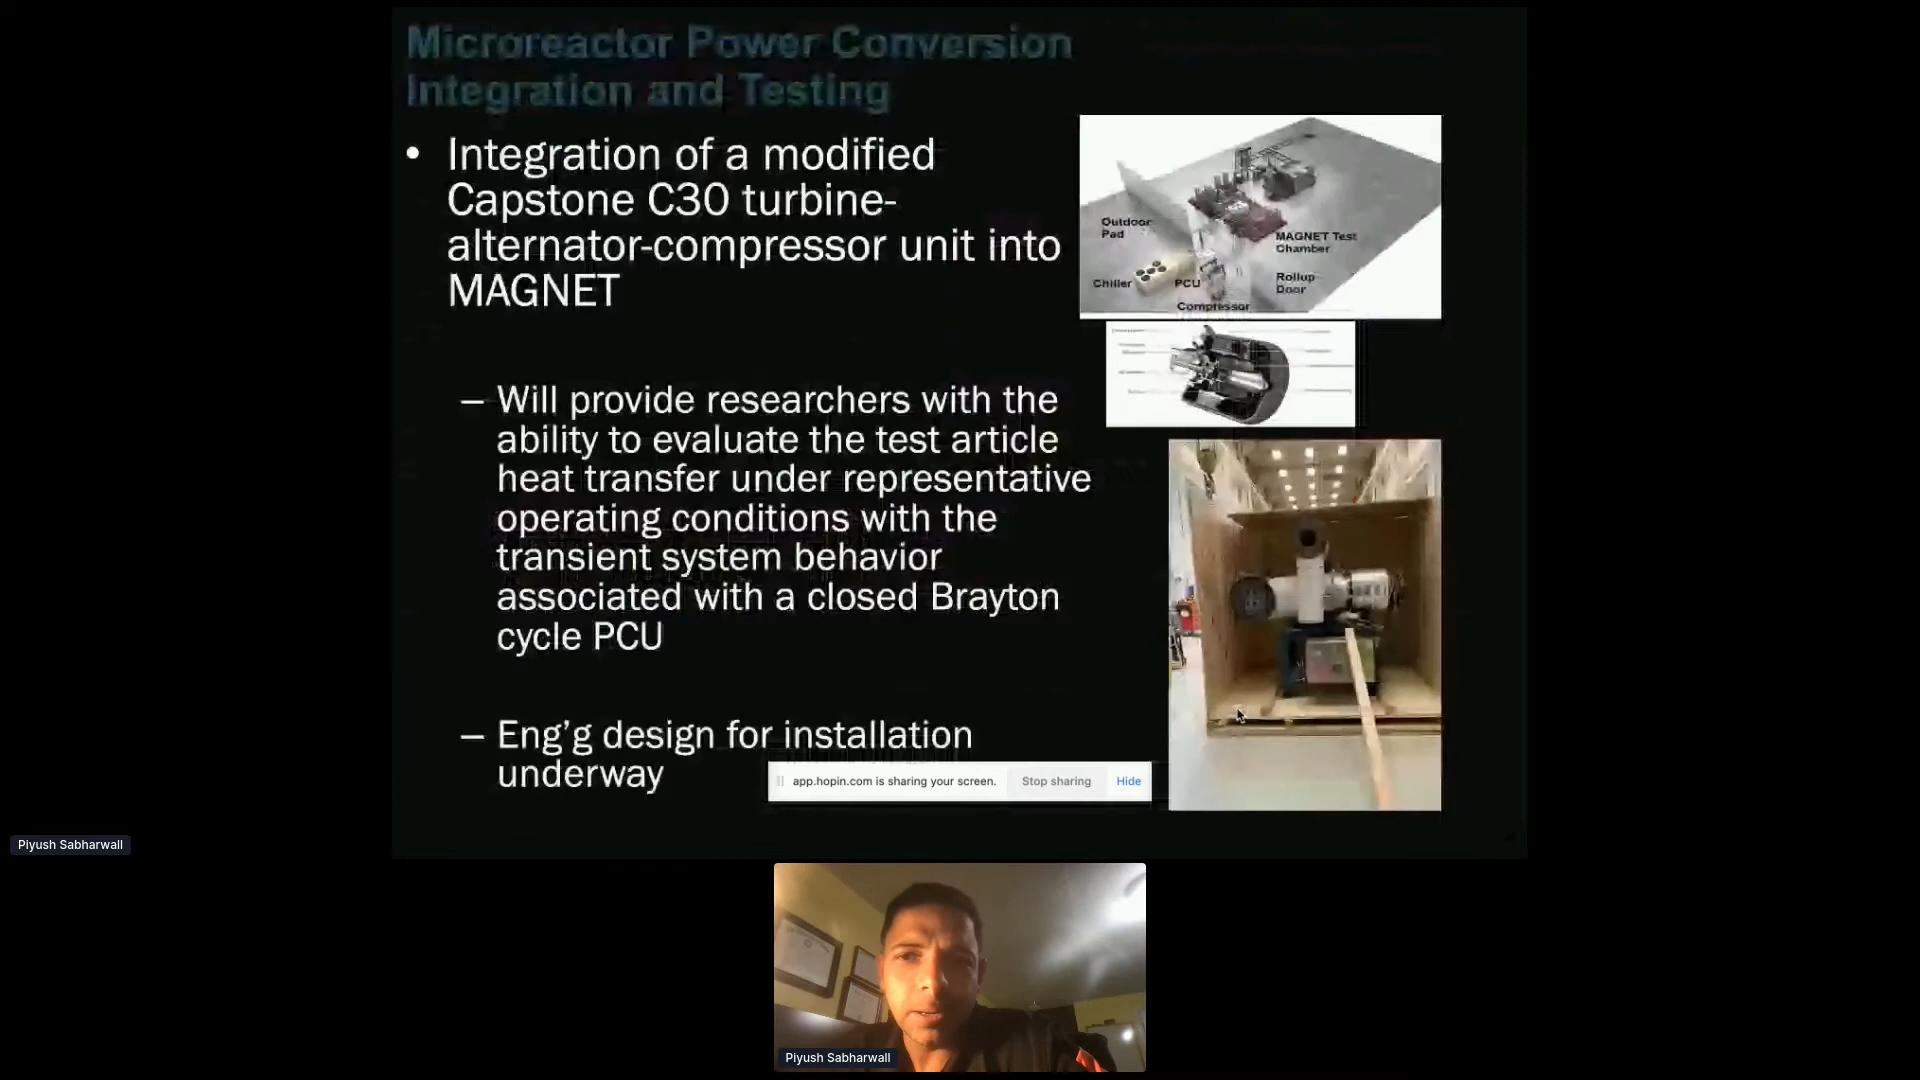 Microreactor Power Conversion
Integration and Testing
• Integration of a modified
Capstone C30 turbine-
alternator-compressor unit into
MAGNET
– Will provide researchers with the
ability to evaluate the test article
heat transfer under representative
operating conditions with the
transient system behavior
associated with a closed Brayton
cycle PCU
– Eng’g design for installation
underway
Outdoor
Pad
MAGNET Test
Chamber
Rollup
Door
Chiller
PCU
Compressor
app.hopin.com is sharing your screen.
Stop sharing
Hide
Piyush Sabharwall
Piyush Sabharwall